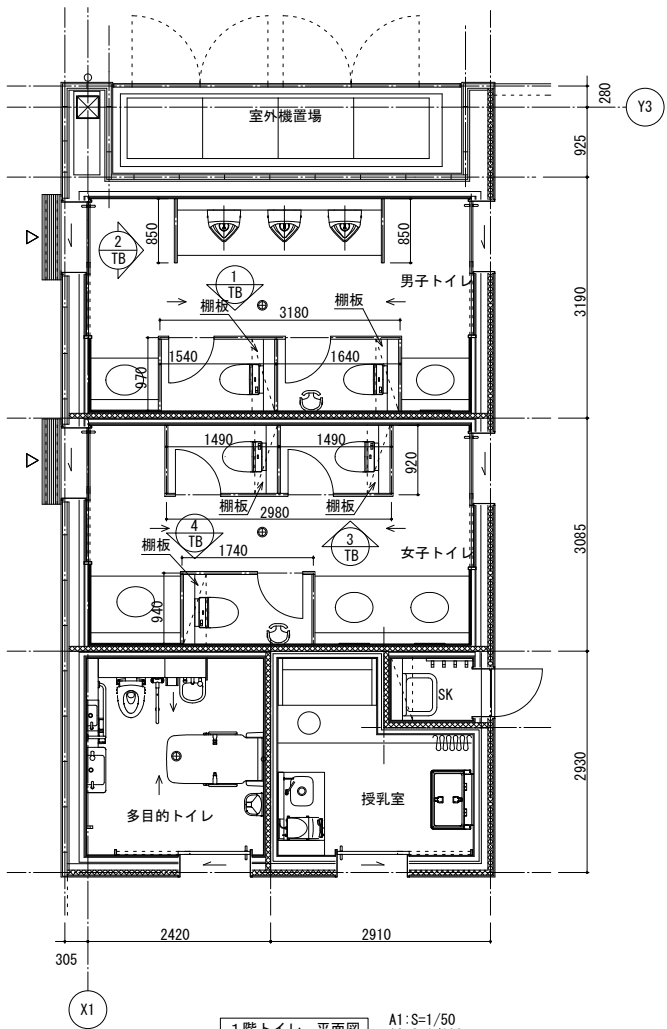 室外機置場
280
Y3
925
850
850
2
TB
男子トイレ
1
TB
棚板
棚板
3180
3190
1540
1640
970
1490
1490
920
棚板
棚板
2980
4
TB
3
TB
棚板
1740
女子トイレ
3085
940
SK
多目的トイレ
授乳室
2930
2420
2910
305
X1
1階トイレ 平面図
A1:S=1/50